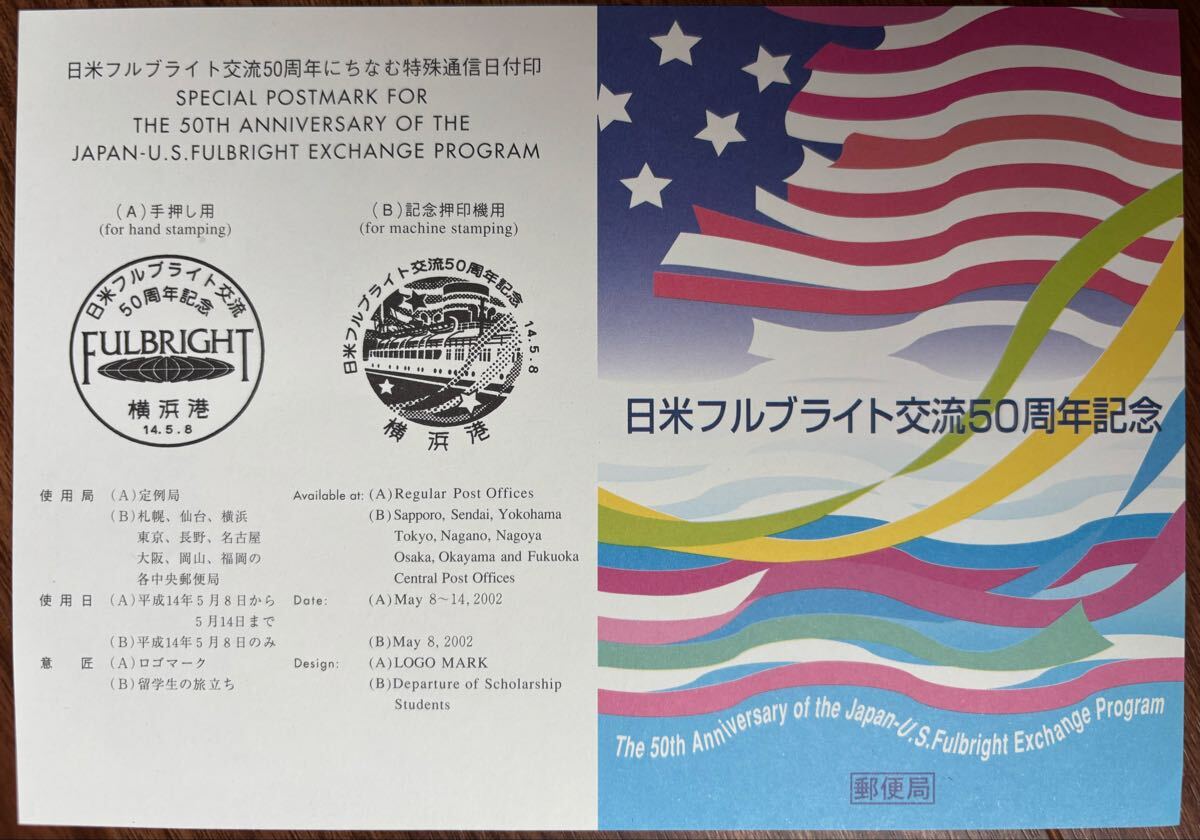 日米フルブライト交流50周年にちなむ特殊通信日付印
SPECIAL POSTMARK FOR
THE 50TH ANNIVERSARY OF THE
JAPAN-U.S.FULBRIGHT EXCHANGE PROGRAM
(A)手押し用
(for hand stamping)
日米フルブライト交流
50周年記念
FULBRIGHT
横浜港
14.5.8
(B)記念押印機用
(for machine stamping)
日米フルブライト交流50周年記念
14.5.8
横浜港
使用局 (A)定例局
(B)札幌、仙台、横浜
東京、長野、名古屋
大阪、岡山、福岡の
各中央郵便局
使用日 (A)平成14年5月8日から
5月14日まで
(B)平成14年5月8日のみ
意匠 (A)ロゴマーク
(B)留学生の旅立ち
Available at: (A)Regular Post Offices
(B)Sapporo, Sendai, Yokohama
Tokyo, Nagano, Nagoya
Osaka, Okayama and Fukuoka
Central Post Offices
Date: (A)May 8~14, 2002
(B)May 8, 2002
Design: (A)LOGO MARK
(B)Departure of Scholarship
Students
日米フルブライト交流50周年記念
The 50th Anniversary of the Japan-U.S.Fulbright Exchange Program
郵便局